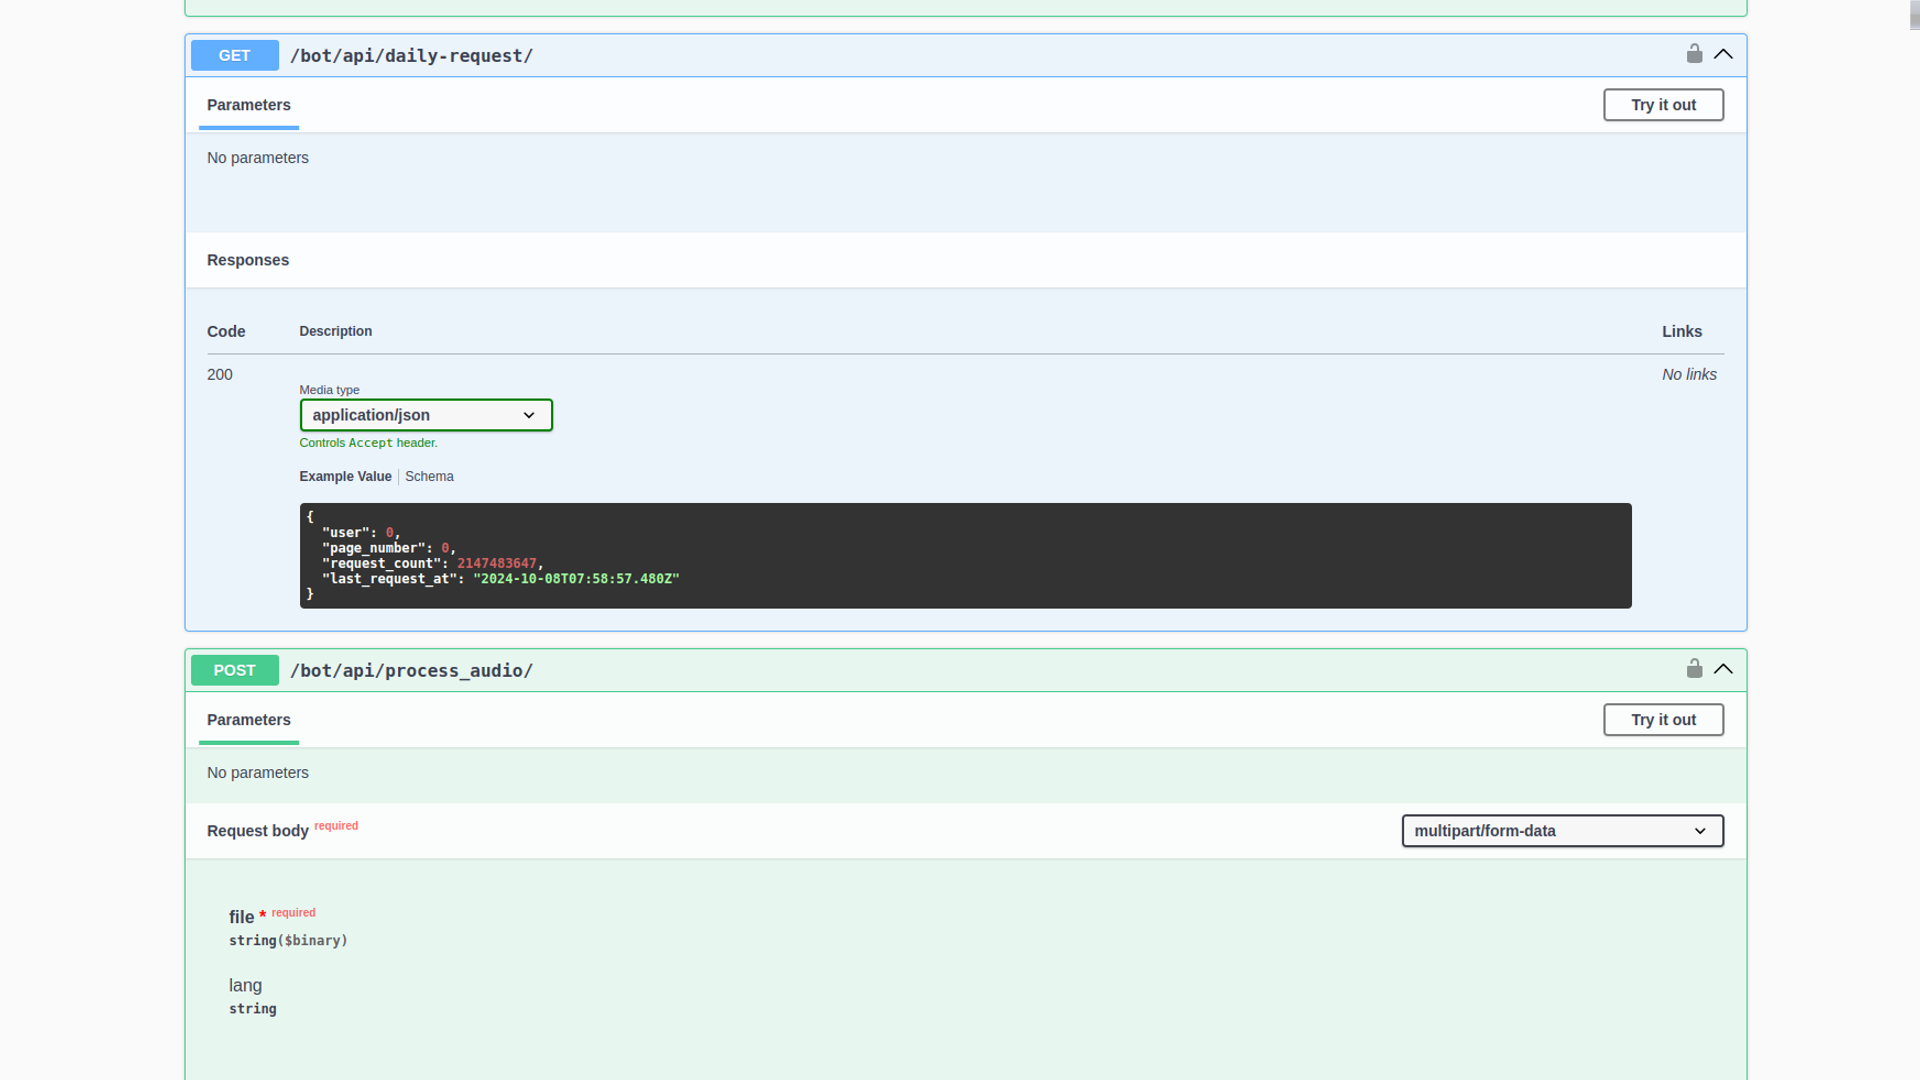 GET /bot/api/daily-request/
Parameters
Try it out
No parameters
Responses
Code Description Links
200 No links
Media type
application/json
Controls Accept header.
Example Value Schema
{
"user": 0,
"page_number": 0,
"request_count": 2147483647,
"last_request_at": "2024-10-08T07:58:57.480Z"
}
POST /bot/api/process_audio/
Parameters
Try it out
No parameters
Request body required
multipart/form-data
file * required
string($binary)
lang
string